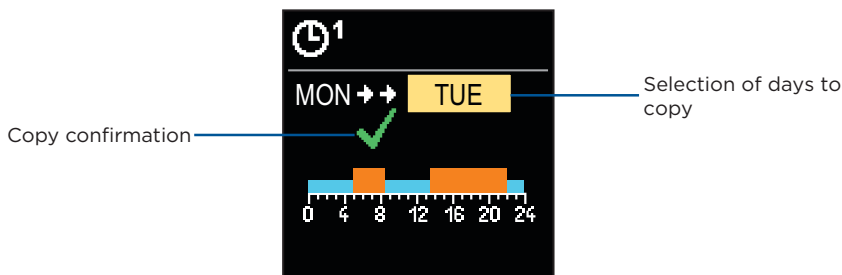 1
MON TUE
Selection of days to
copy
Copy confirmation
0 4 8 12 16 20 24